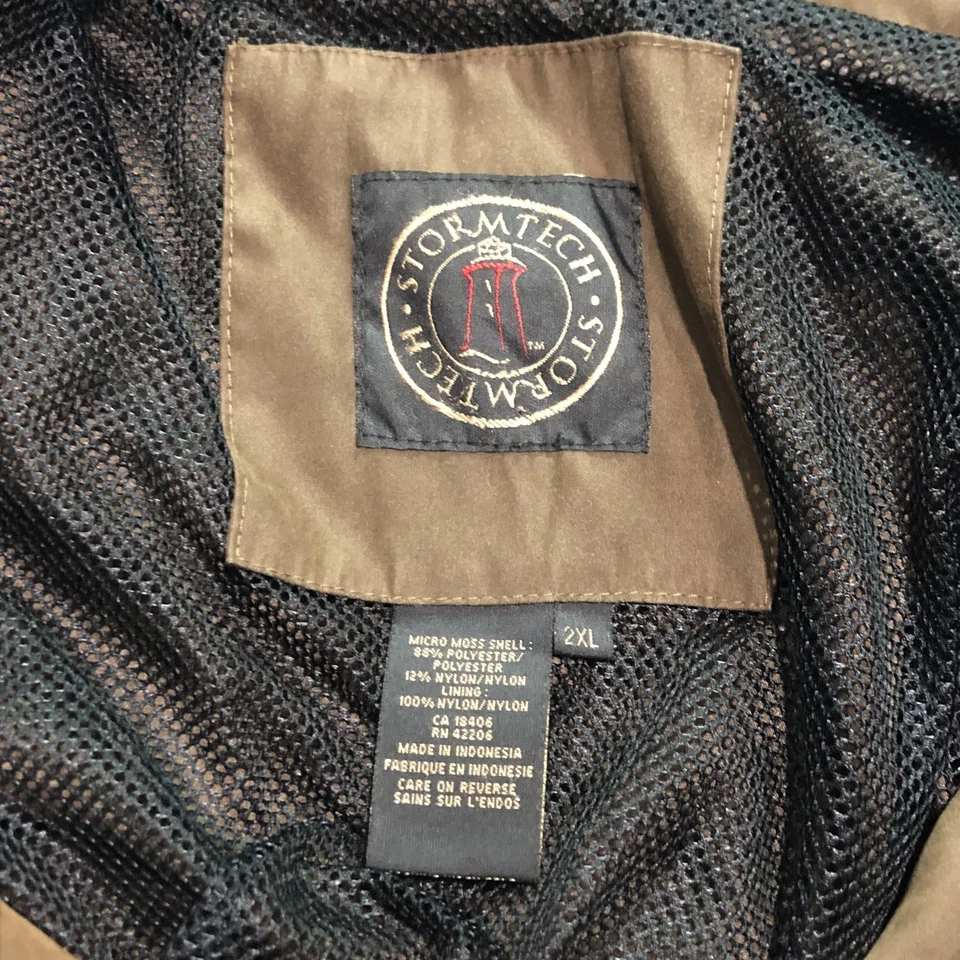 STORMTECH · STORMTECH ·
TM
2XL
MICRO MOSS SHELL :
88% POLYESTER/
POLYESTER
12% NYLON/NYLON
LINING :
100% NYLON/NYLON
CA 18406
RN 42206
MADE IN INDONESIA
FABRIQUE EN INDONESIE
CARE ON REVERSE
SAINS SUR L'ENDOS